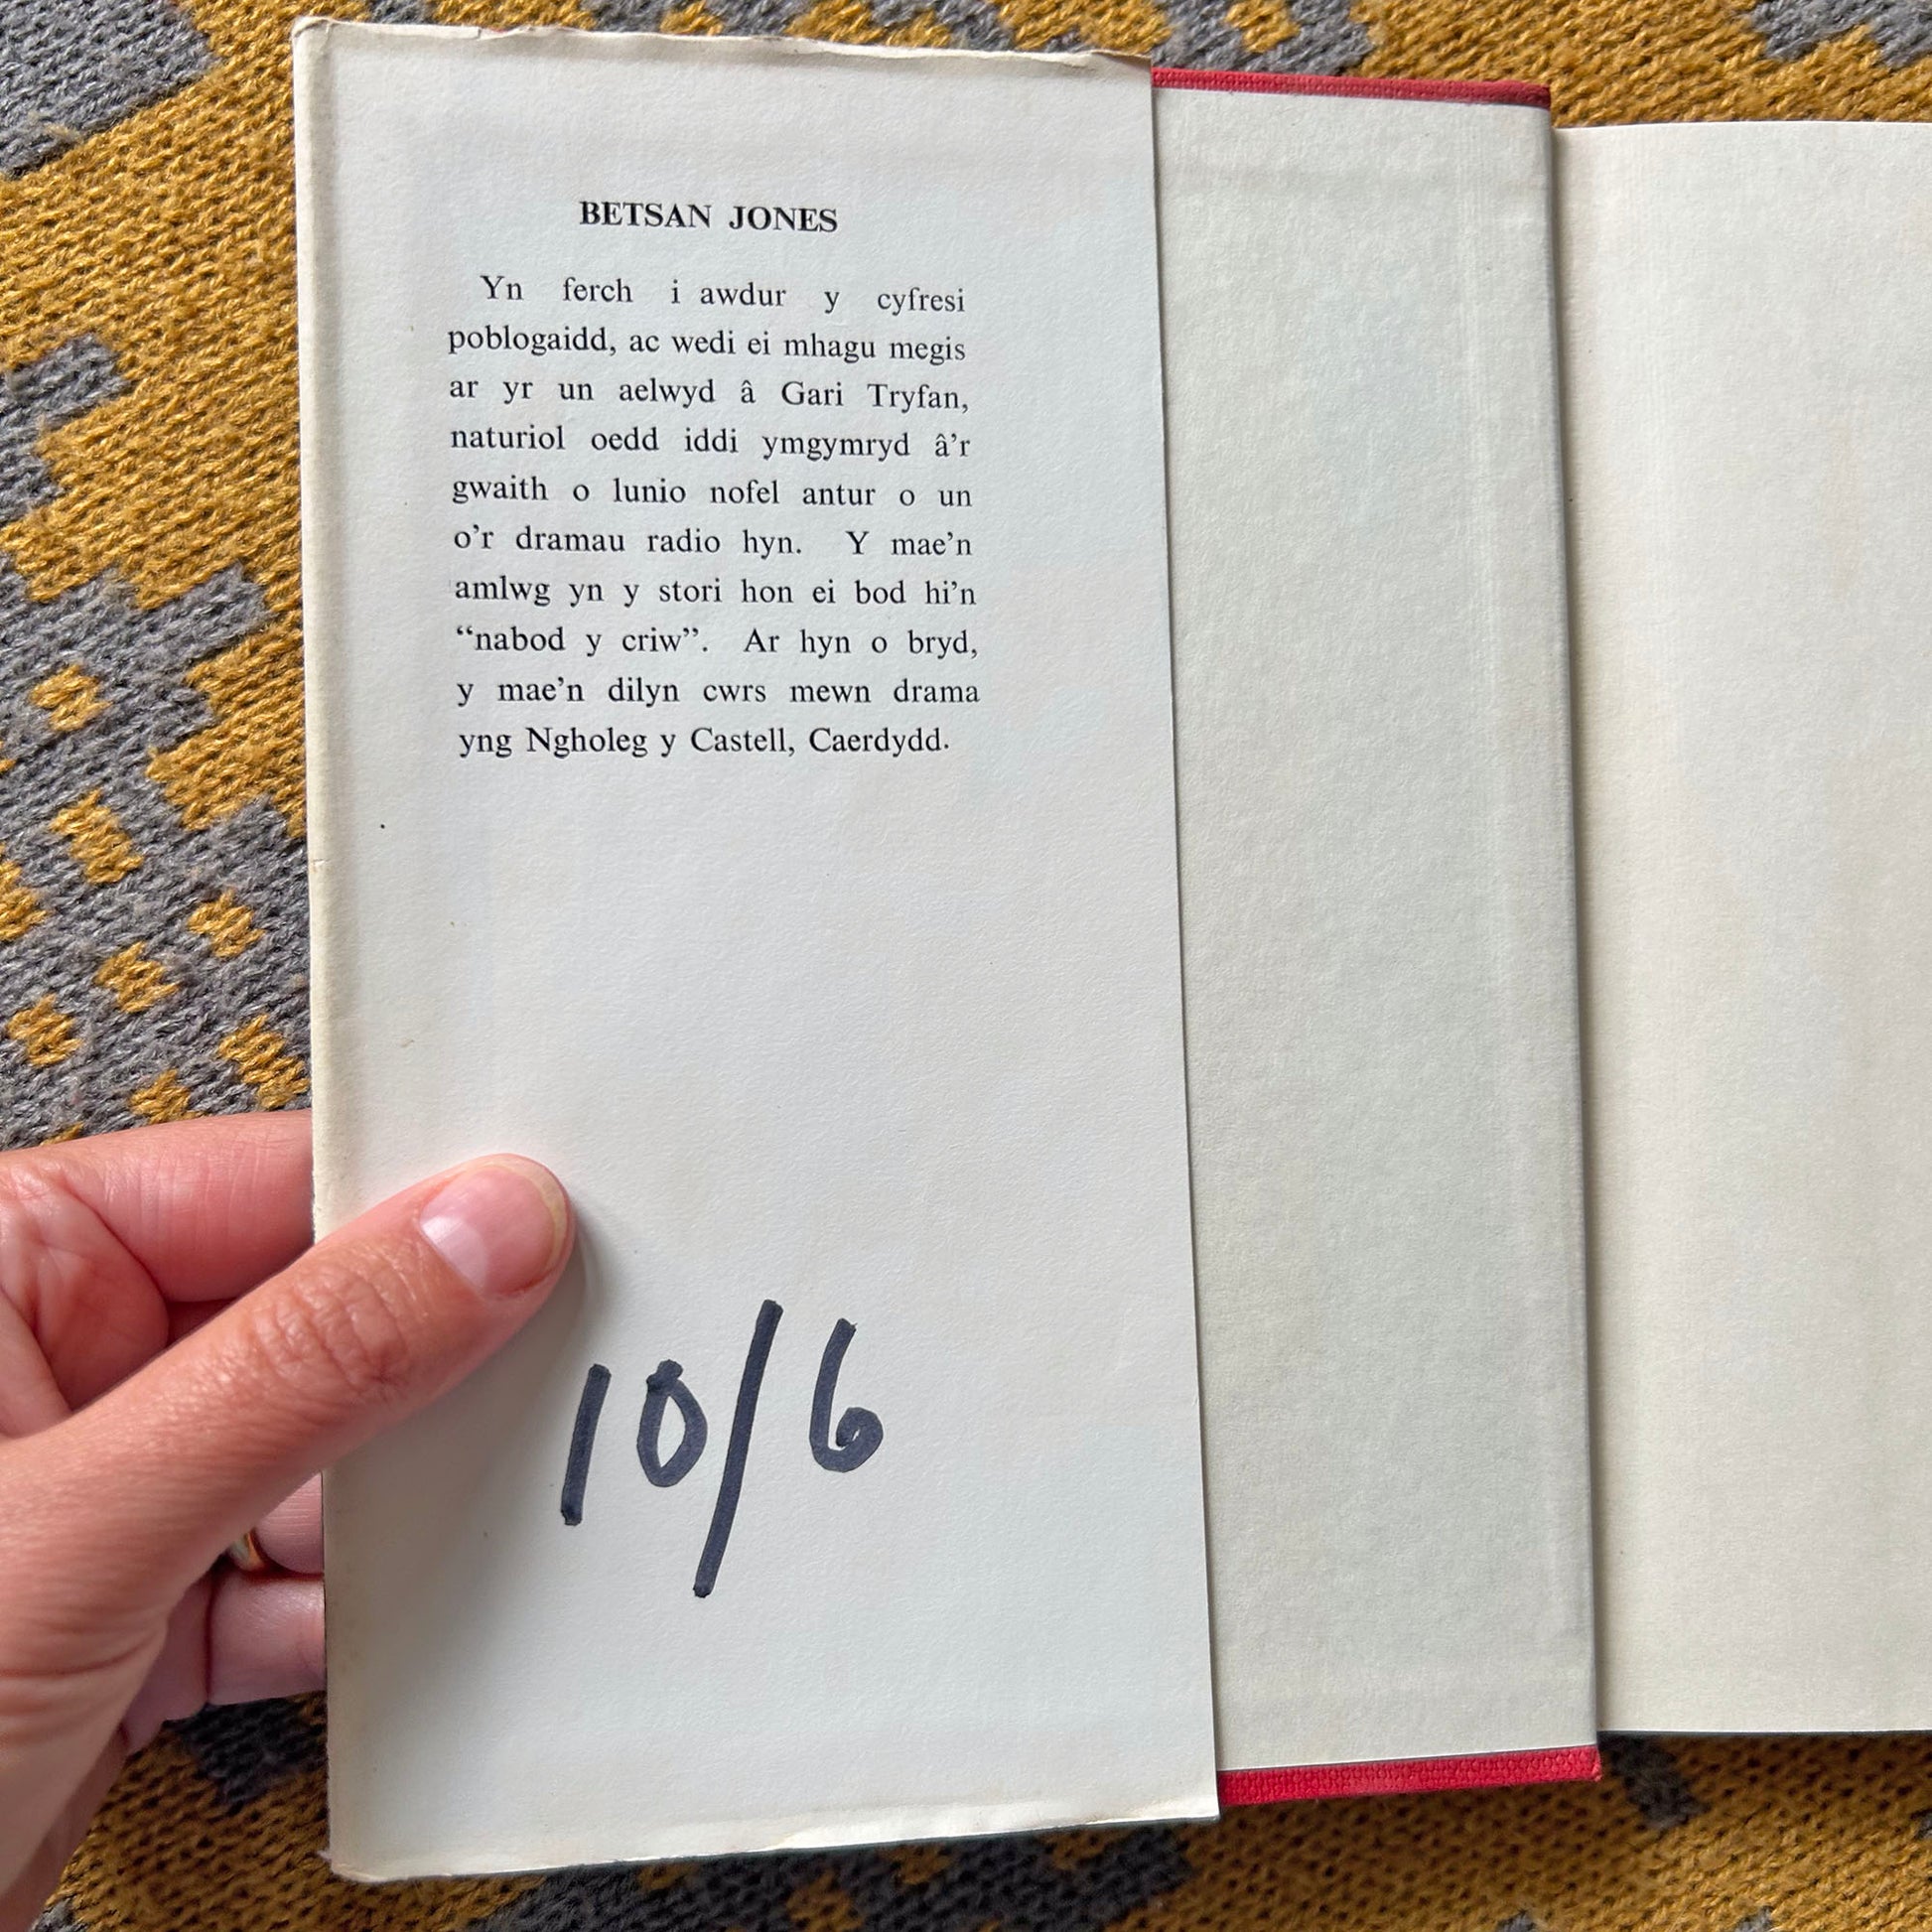 BETSAN JONES
Yn ferch i awdur y cyfresi
poblogaidd, ac wedi ei mhagu megis
ar yr un aelwyd â Gari Tryfan,
naturiol oedd iddi ymgymryd â'r
gwaith o lunio nofel antur o un
o'r dramau radio hyn. Y mae'n
amlwg yn y stori hon ei bod hi'n
“nabod y criw”. Ar hyn o bryd,
y mae'n dilyn cwrs mewn drama
yng Ngholeg y Castell, Caerdydd.
10/6